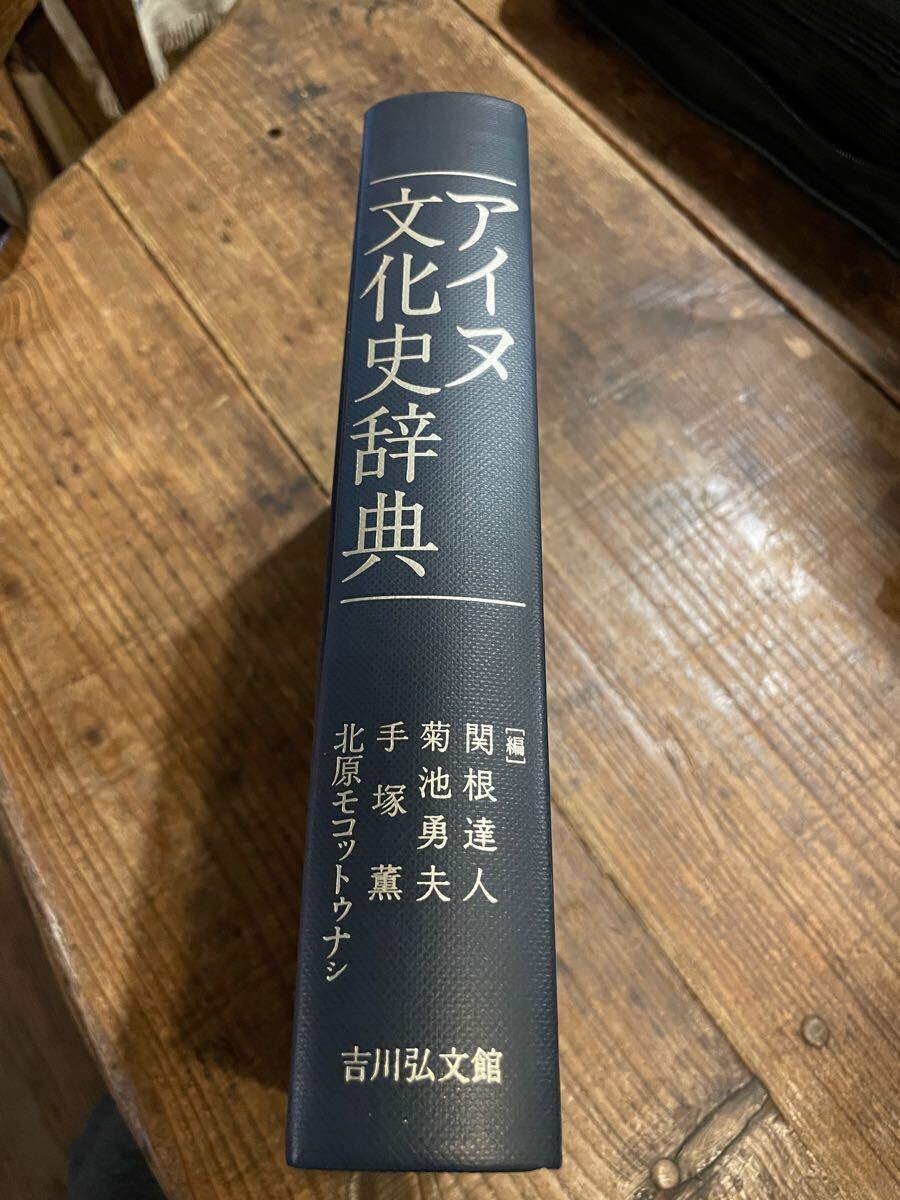 アイヌ
文化史辞典
[編]
関根達人
菊池勇夫
手塚薫
北原モコットゥナㇱ
吉川弘文館